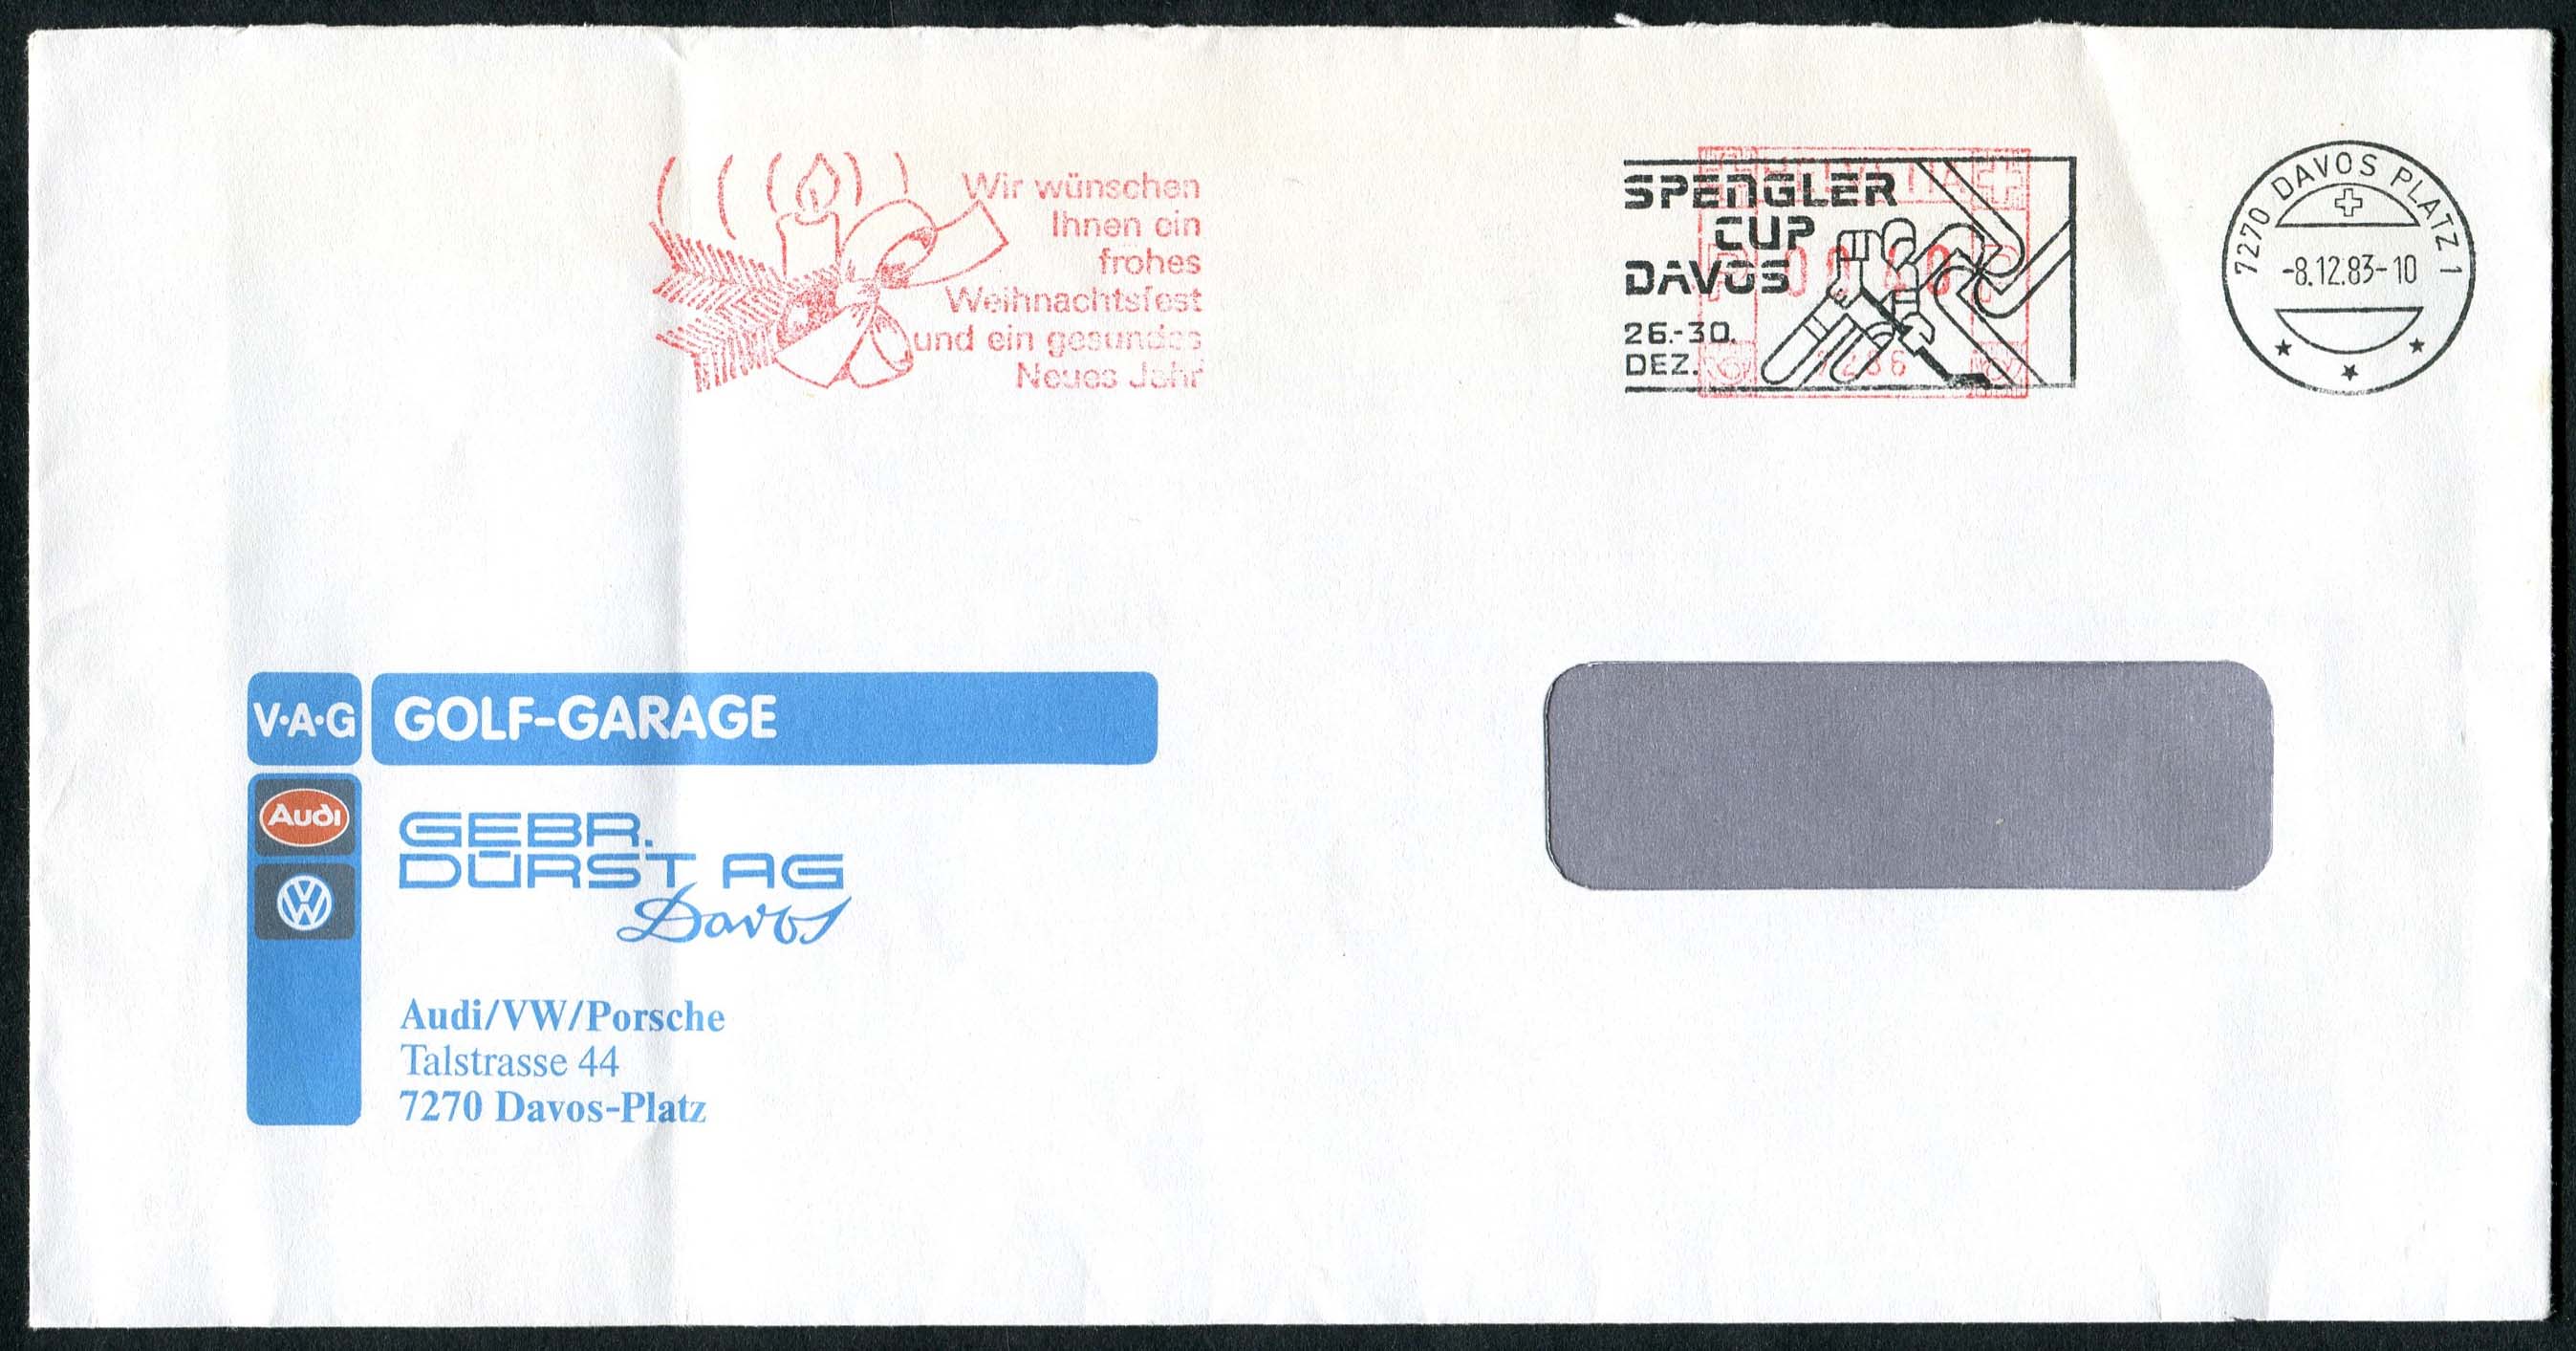 Wir wünschen
Ihnen ein
frohes
Weihnachtsfest
und ein gesundes
Neues Jahr
SPENGLER
CUP
DAVOS
26.-30.
DEZ.
7270 DAVOS PLATZ 1
-8.12.83-10
V·A·G GOLF-GARAGE
Audi
GEBR.
DÜRST AG
Davos
Audi/VW/Porsche
Talstrasse 44
7270 Davos-Platz